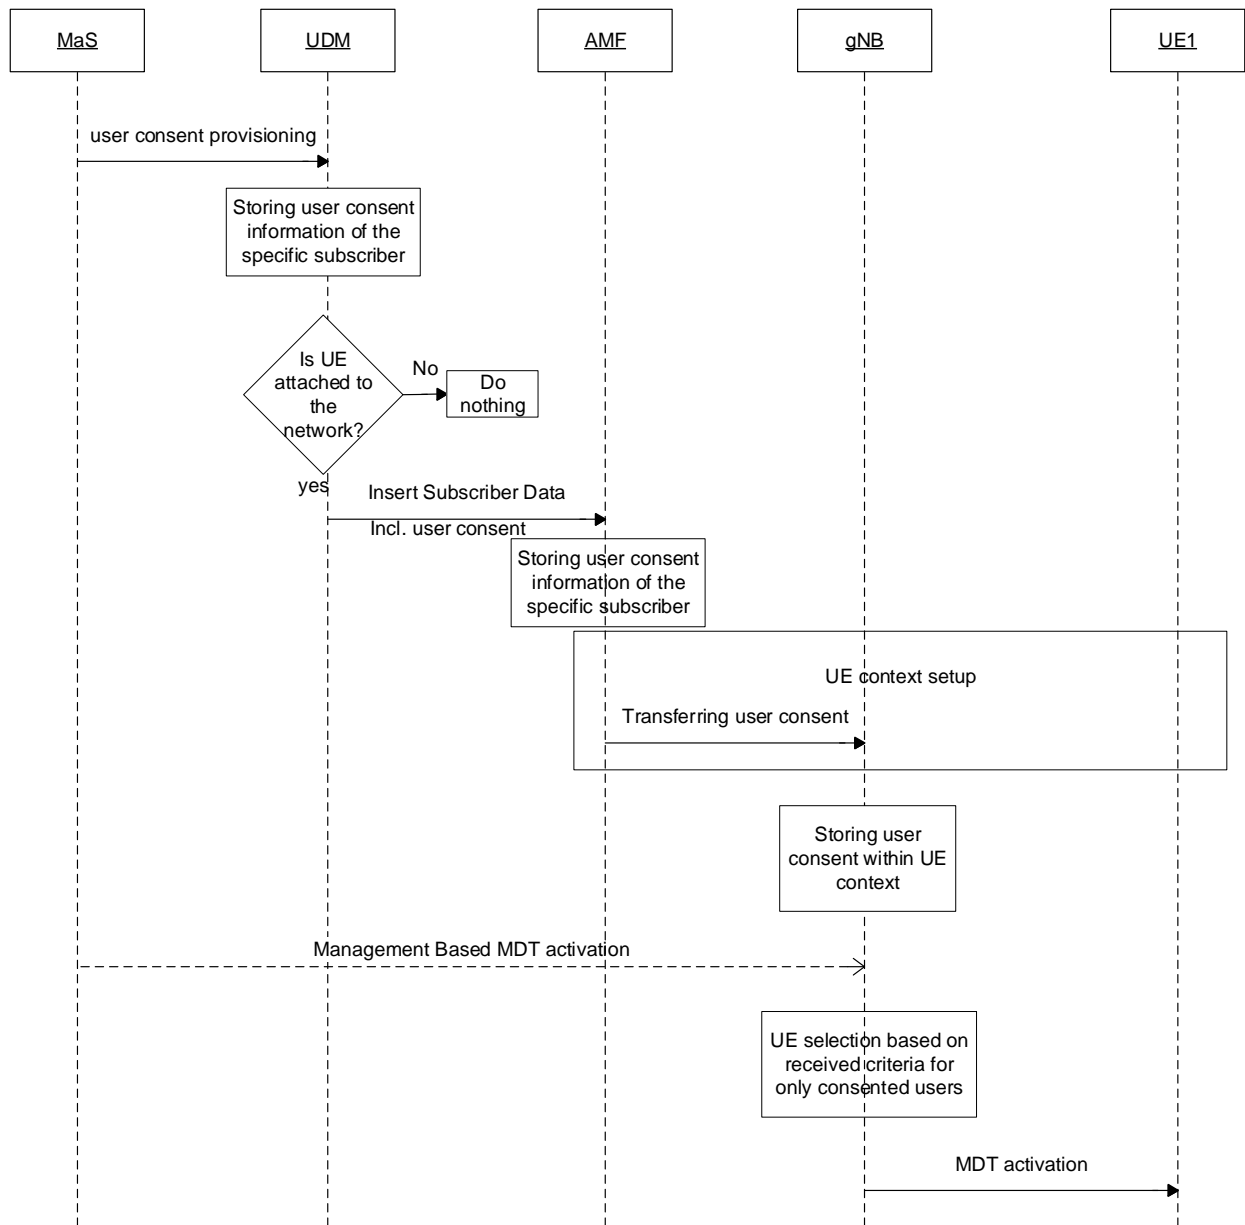 MaS
UDM
AMF
gNB
UE1
user consent provisioning
Storing user consent
information of the
specific subscriber
Is UE
attached to
the
network?
No
Do
nothing
yes
Insert Subscriber Data
Incl. user consent
Storing user consent
information of the
specific subscriber
UE context setup
Transferring user consent
Storing user
consent within UE
context
Management Based MDT activation
UE selection based on
received criteria for
only consented users
MDT activation